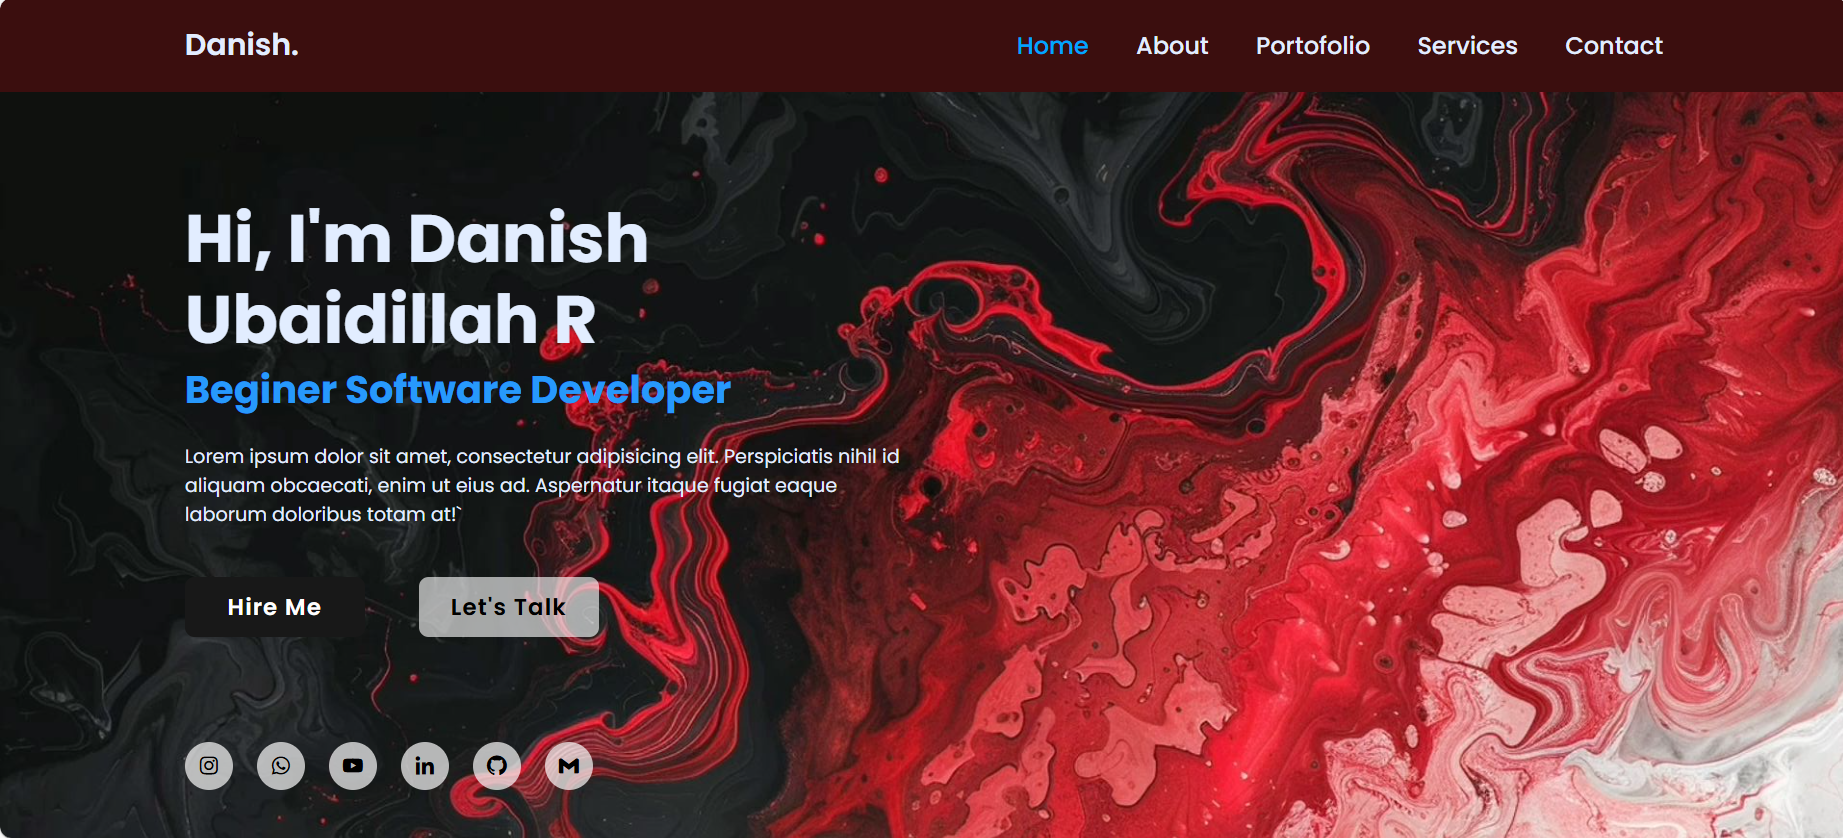 Danish.
Home About Portofolio Services Contact
Hi, I'm Danish
Ubaidillah R
Beginer Software Developer
Lorem ipsum dolor sit amet, consectetur adipisicing elit. Perspiciatis nihil id
aliquam obcaecati, enim ut eius ad. Aspernatur itaque fugiat eaque
laborum doloribus totam at!`
Hire Me
Let's Talk